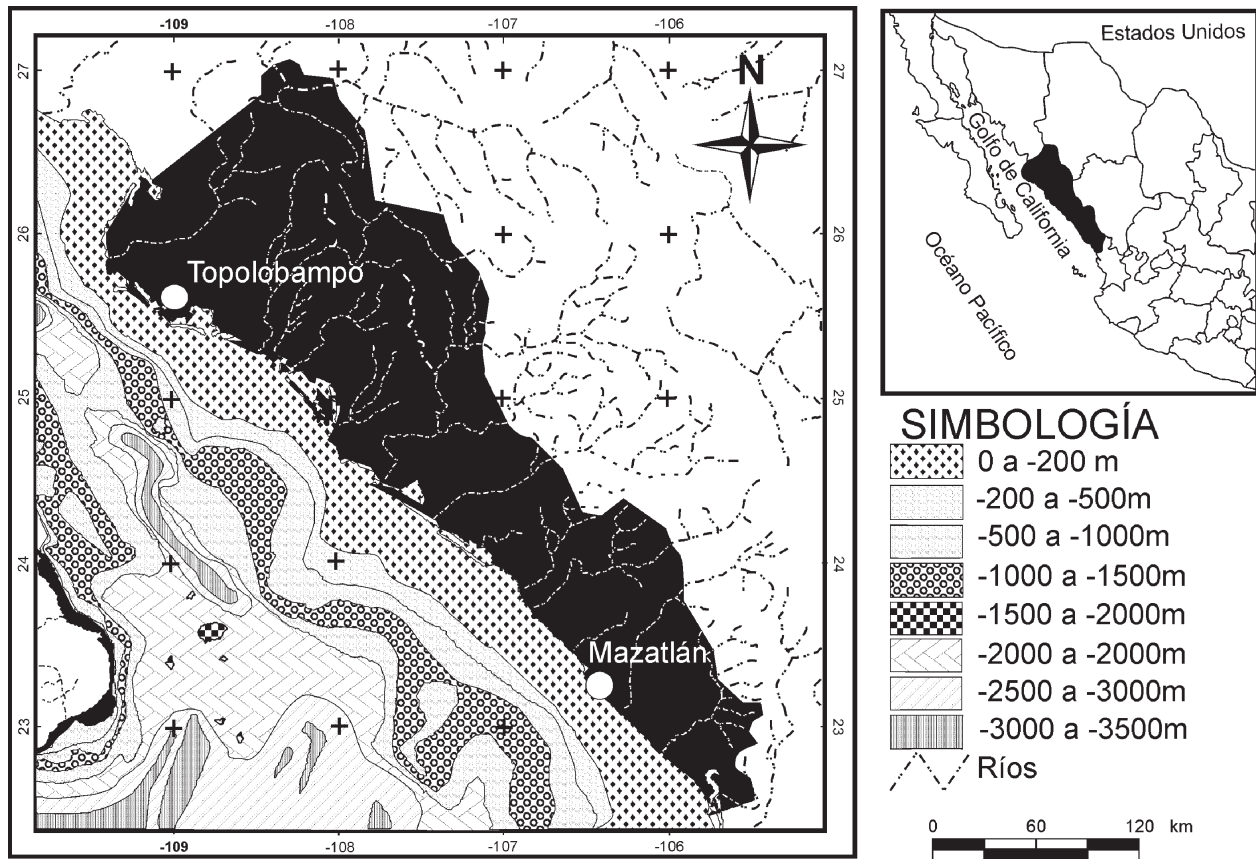 -109 -108 -107 -106
27 27
N
26 26
Topolobampo
25 25
24 24
Mazatlán
23 23
-109 -108 -107 -106
Estados Unidos
Golfo de California
Océano Pacífico
SIMBOLOGÍA
0 a -200 m
-200 a -500m
-500 a -1000m
-1000 a -1500m
-1500 a -2000m
-2000 a -2000m
-2500 a -3000m
-3000 a -3500m
Ríos
0 60 120 km